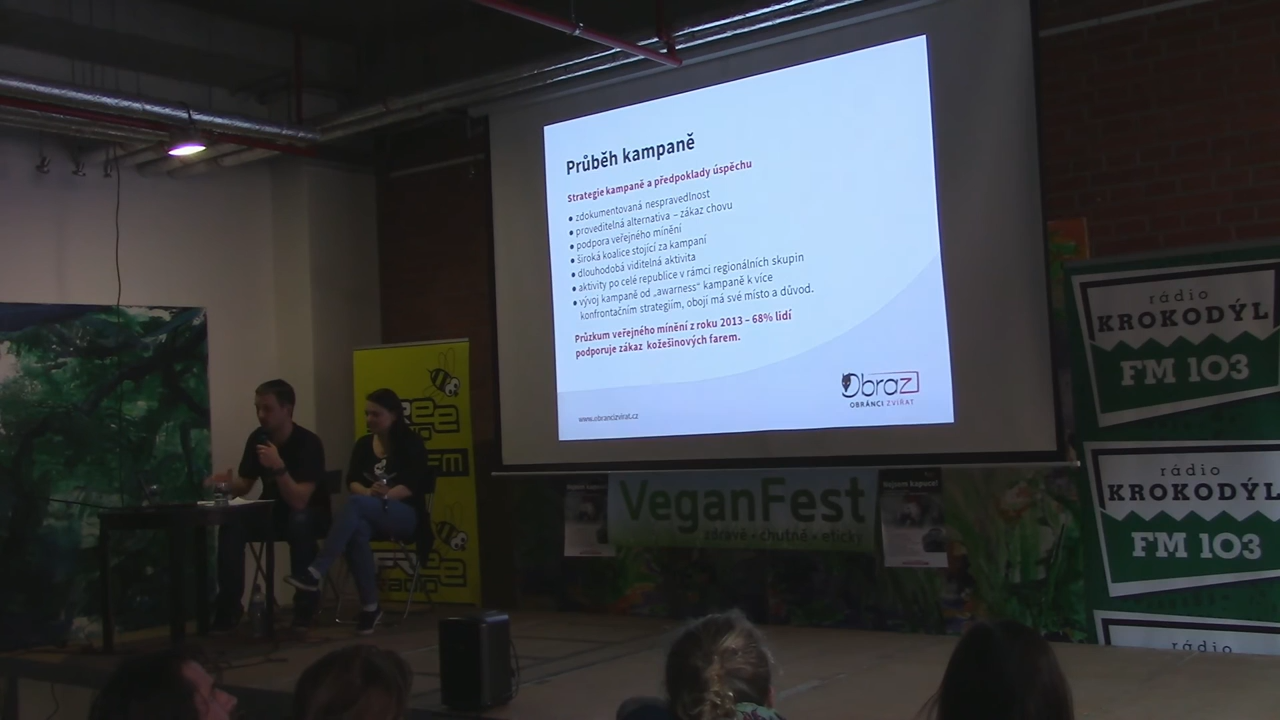 Průběh kampaně
Strategie kampaně a předpoklady úspěchu
● zdokumentovaná nespravedlnost
● proveditelná alternativa – zákaz chovu
● podpora veřejného mínění
● široká koalice stojící za kampaní
● dlouhodobá viditelná aktivita
● aktivity po celé republice v rámci regionálních skupin
● vývoj kampaně od „awarness" kampaně k více
konfrontačním strategiím, obojí má své místo a důvod.
Průzkum veřejného mínění z roku 2013 – 68% lidí
podporuje zákaz kožešinových farem.
www.obrancizvirat.cz
Obraz
OBRÁNCI ZVÍŘAT
VeganFest
zdravě • chutně • eticky
Nejsem kapuce!
rádio
KROKODÝL
FM 103
rádio
KROKODÝL
FM 103
rádio
FM